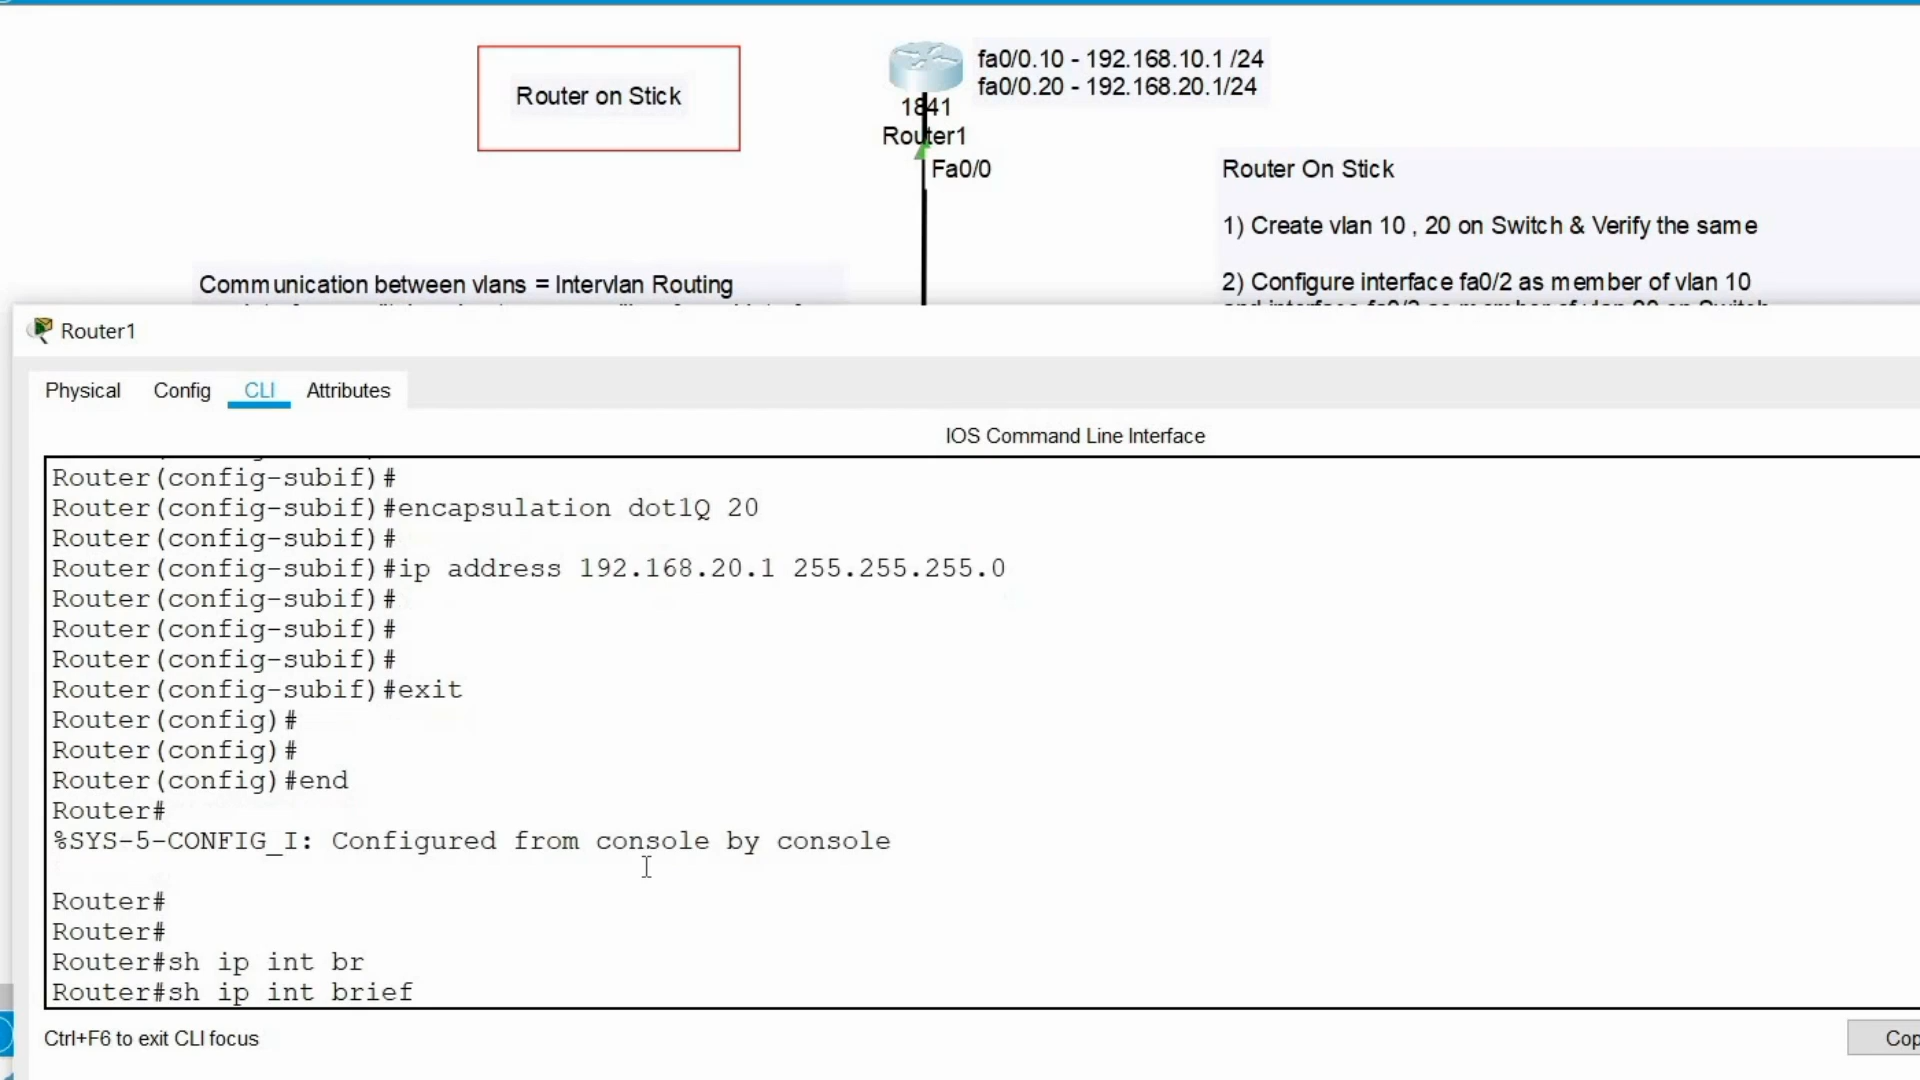 Router on Stick
fa0/0.10 - 192.168.10.1 /24
fa0/0.20 - 192.168.20.1/24
1841
Router1
Fa0/0
Router On Stick
1) Create vlan 10 , 20 on Switch & Verify the same
2) Configure interface fa0/2 as member of vlan 10
Communication between vlans = Intervlan Routing
Router1
Physical Config CLI Attributes
IOS Command Line Interface
Router(config-subif)#
Router(config-subif)#encapsulation dot1Q 20
Router(config-subif)#
Router(config-subif)#ip address 192.168.20.1 255.255.255.0
Router(config-subif)#
Router(config-subif)#
Router(config-subif)#
Router(config-subif)#exit
Router(config)#
Router(config)#
Router(config)#end
Router#
%SYS-5-CONFIG_I: Configured from console by console
Router#
Router#
Router#sh ip int br
Router#sh ip int brief
Ctrl+F6 to exit CLI focus
Cop